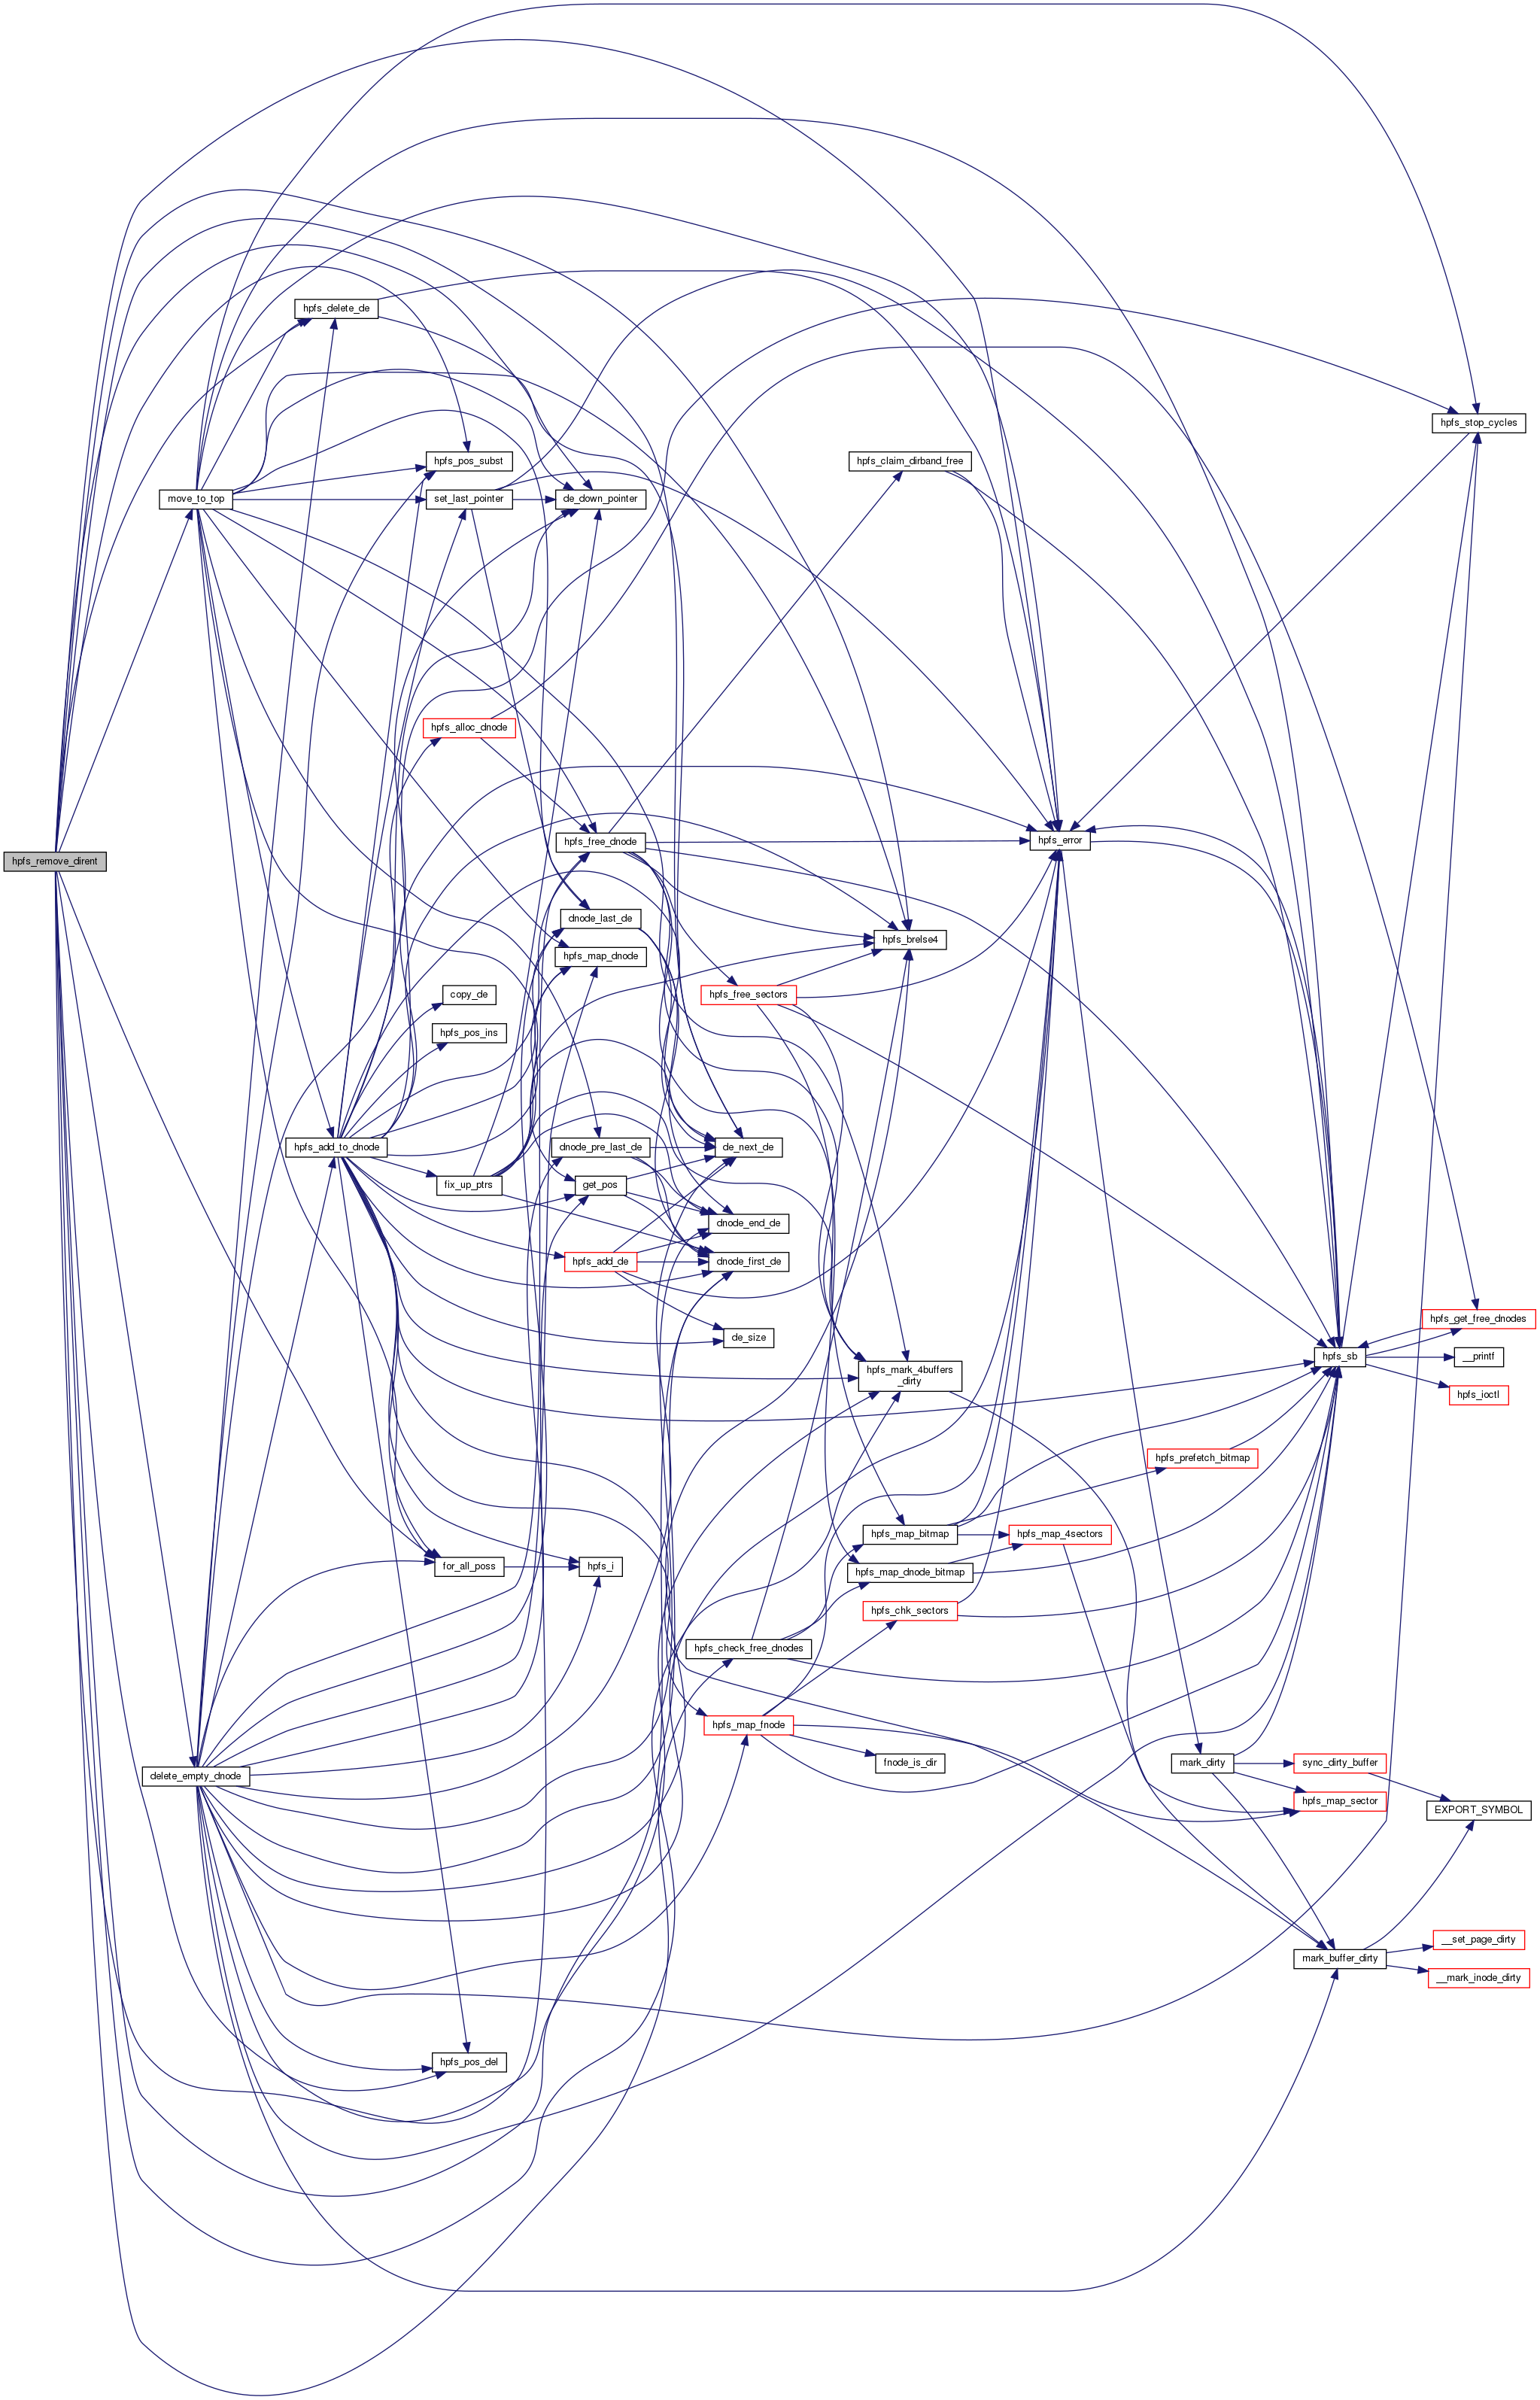 hpfs_delete_de
hpfs_stop_cycles
hpfs_pos_subst
hpfs_claim_dirband_free
move_to_top
set_last_pointer
de_down_pointer
hpfs_alloc_dnode
hpfs_free_dnode
hpfs_error
hpfs_remove_dirent
dnode_last_de
hpfs_brelse4
hpfs_map_dnode
copy_de
hpfs_free_sectors
hpfs_pos_ins
hpfs_add_to_dnode
dnode_pre_last_de
de_next_de
fix_up_ptrs
get_pos
dnode_end_de
hpfs_add_de
dnode_first_de
hpfs_get_free_dnodes
de_size
hpfs_sb
__printf
hpfs_mark_4buffers
_dirty
hpfs_ioctl
hpfs_prefetch_bitmap
hpfs_map_bitmap
hpfs_map_4sectors
for_all_poss
hpfs_i
hpfs_map_dnode_bitmap
hpfs_chk_sectors
hpfs_check_free_dnodes
hpfs_map_fnode
fnode_is_dir
mark_dirty
sync_dirty_buffer
delete_empty_dnode
hpfs_map_sector
EXPORT_SYMBOL
__set_page_dirty
mark_buffer_dirty
__mark_inode_dirty
hpfs_pos_del